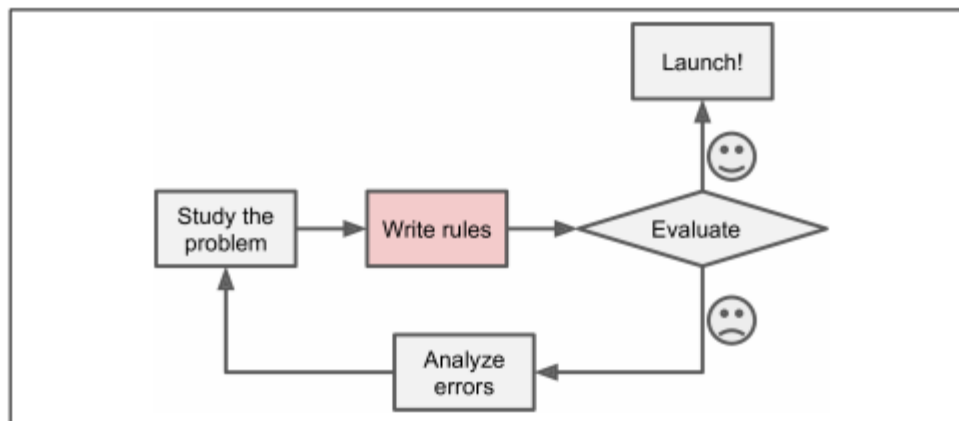 Launch!
Study the
problem
Write rules
Evaluate
Analyze
errors